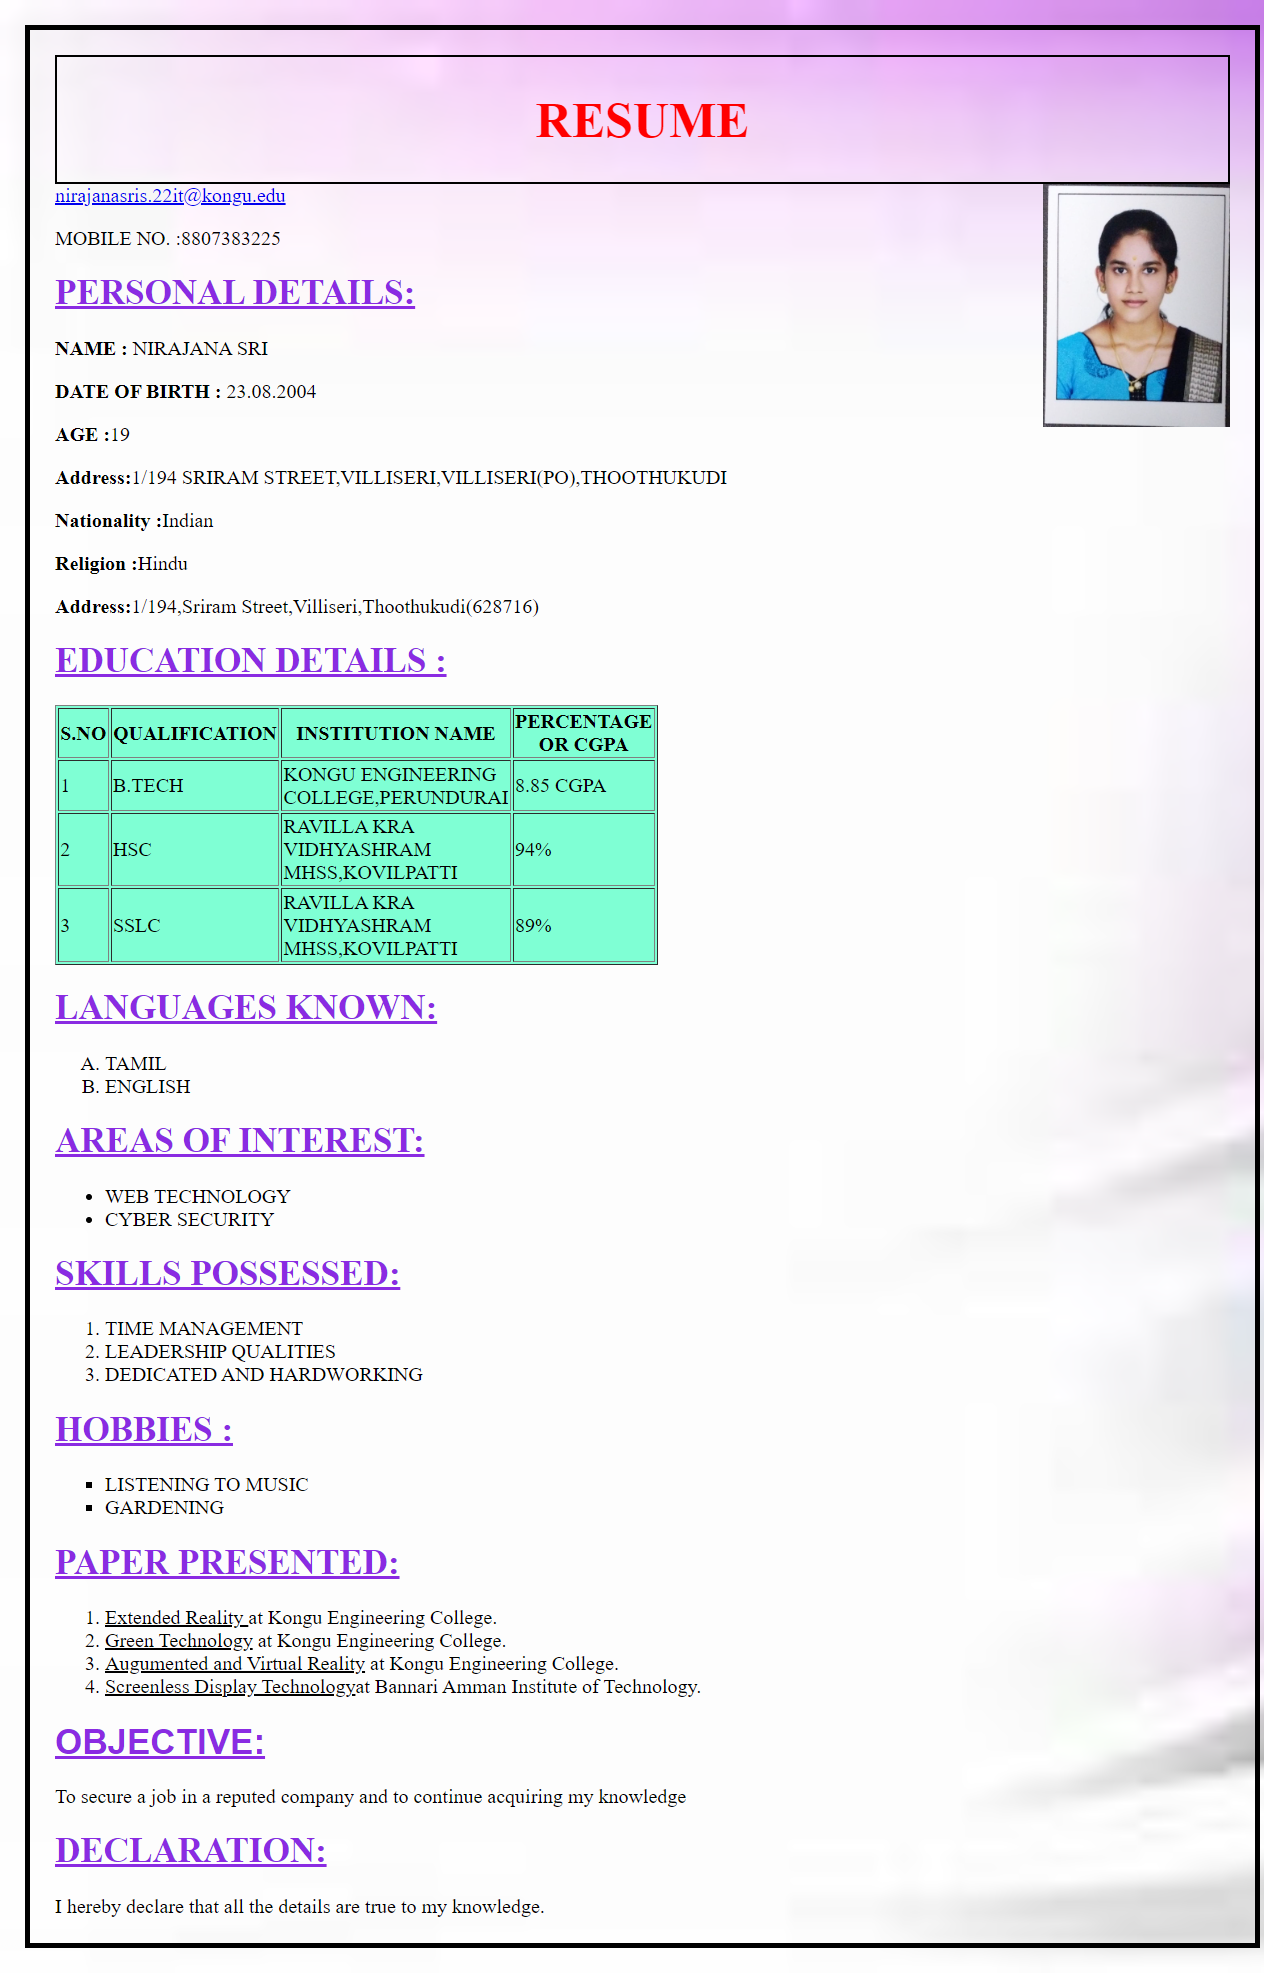 RESUME
nirajanasris.22it@kongu.edu
MOBILE NO. :8807383225
PERSONAL DETAILS:
NAME : NIRAJANA SRI
DATE OF BIRTH : 23.08.2004
AGE :19
Address:1/194 SRIRAM STREET,VILLISERI,VILLISERI(PO),THOOTHUKUDI
Nationality :Indian
Religion :Hindu
Address:1/194,Sriram Street,Villiseri,Thoothukudi(628716)
EDUCATION DETAILS :
S.NO QUALIFICATION INSTITUTION NAME PERCENTAGE OR CGPA
1 B.TECH KONGU ENGINEERING COLLEGE,PERUNDURAI 8.85 CGPA
2 HSC RAVILLA KRA VIDHYASHRAM MHSS,KOVILPATTI 94%
3 SSLC RAVILLA KRA VIDHYASHRAM MHSS,KOVILPATTI 89%
LANGUAGES KNOWN:
A. TAMIL
B. ENGLISH
AREAS OF INTEREST:
• WEB TECHNOLOGY
• CYBER SECURITY
SKILLS POSSESSED:
1. TIME MANAGEMENT
2. LEADERSHIP QUALITIES
3. DEDICATED AND HARDWORKING
HOBBIES :
▪ LISTENING TO MUSIC
▪ GARDENING
PAPER PRESENTED:
1. Extended Reality at Kongu Engineering College.
2. Green Technology at Kongu Engineering College.
3. Augumented and Virtual Reality at Kongu Engineering College.
4. Screenless Display Technologyat Bannari Amman Institute of Technology.
OBJECTIVE:
To secure a job in a reputed company and to continue acquiring my knowledge
DECLARATION:
I hereby declare that all the details are true to my knowledge.